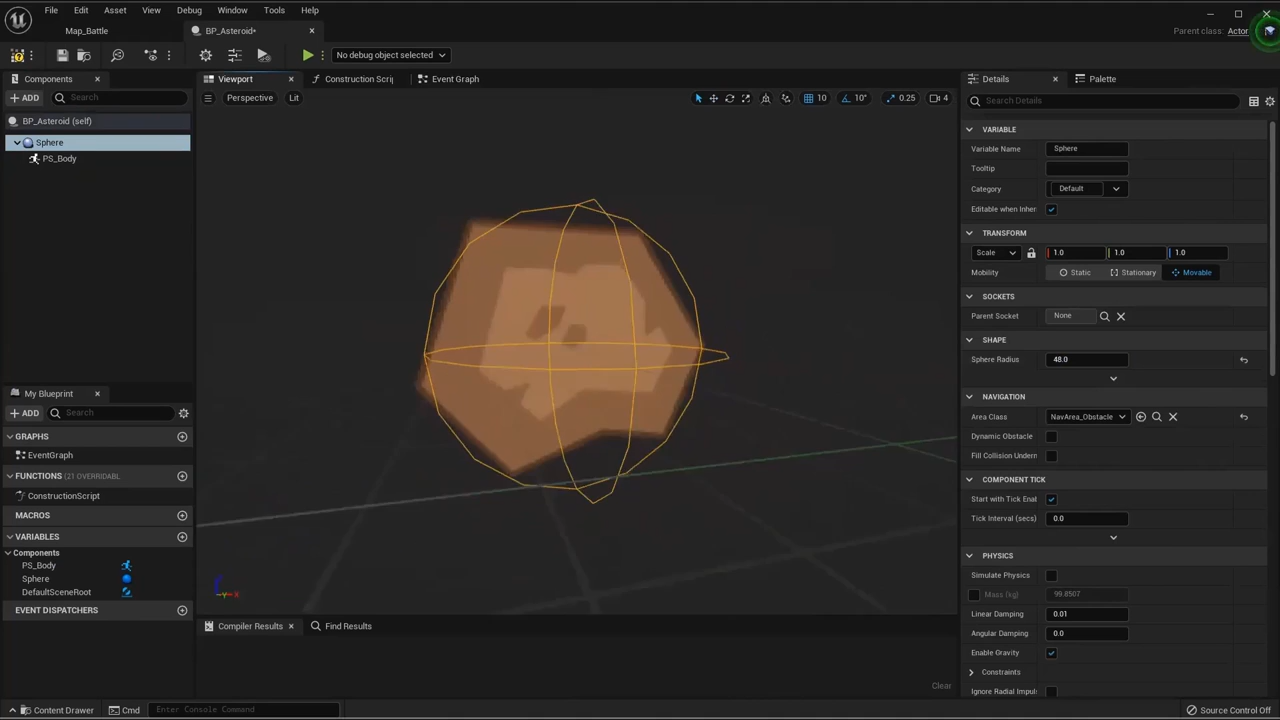 File Edit Asset View Debug Window Tools Help
Map_Battle
BP_Asteroid*
Parent class: Actor
No debug object selected
Components
Viewport
Construction Scrip
Event Graph
Details
Palette
ADD
Search
Perspective
Lit
10
10°
0.25
4
Search Details
BP_Asteroid (self)
Sphere
PS_Body
VARIABLE
Variable Name
Sphere
Tooltip
Category
Default
Editable when Inher
TRANSFORM
Scale
1.0
1.0
1.0
Mobility
Static
Stationary
Movable
SOCKETS
Parent Socket
None
SHAPE
Sphere Radius
48.0
NAVIGATION
Area Class
NavArea_Obstacle
Dynamic Obstacle
Fill Collision Undern
COMPONENT TICK
Start with Tick Enat
Tick Interval (secs)
0.0
PHYSICS
Simulate Physics
Mass (kg)
99.8507
Linear Damping
0.01
Angular Damping
0.0
Enable Gravity
Constraints
Ignore Radial Impul
My Blueprint
ADD
Search
GRAPHS
EventGraph
FUNCTIONS (21 OVERRIDABL
ConstructionScript
MACROS
VARIABLES
Components
PS_Body
Sphere
DefaultSceneRoot
EVENT DISPATCHERS
Compiler Results
Find Results
Clear
Content Drawer
Cmd
Enter Console Command
Source Control Off